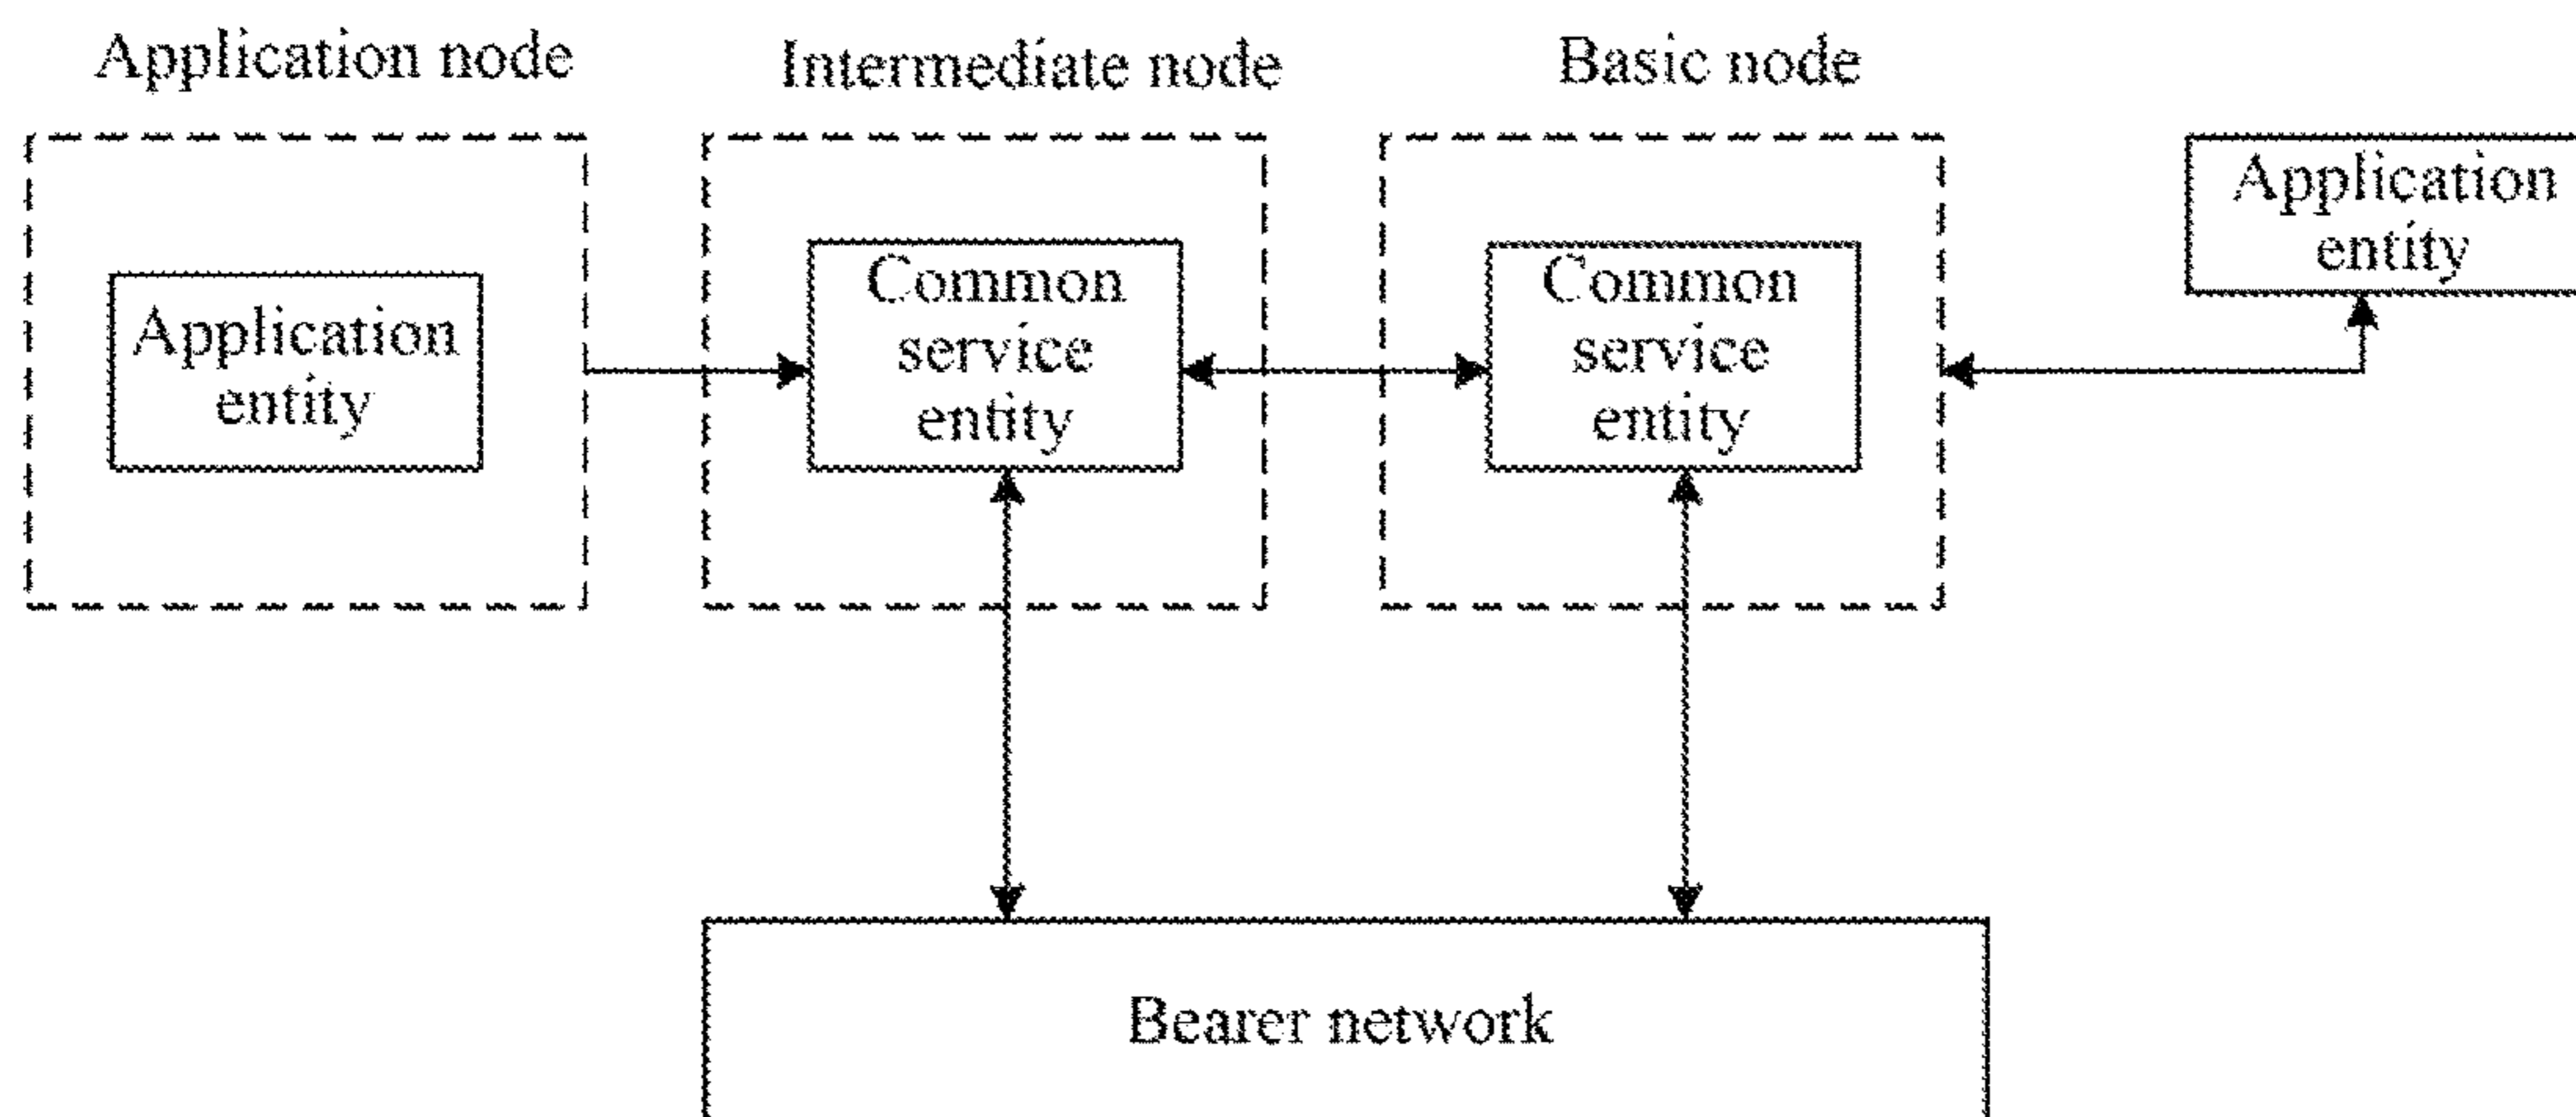 Application node
Intermediate node
Basic node
Application
entity
Common
service
entity
Common
service
entity
Application
entity
Bearer network